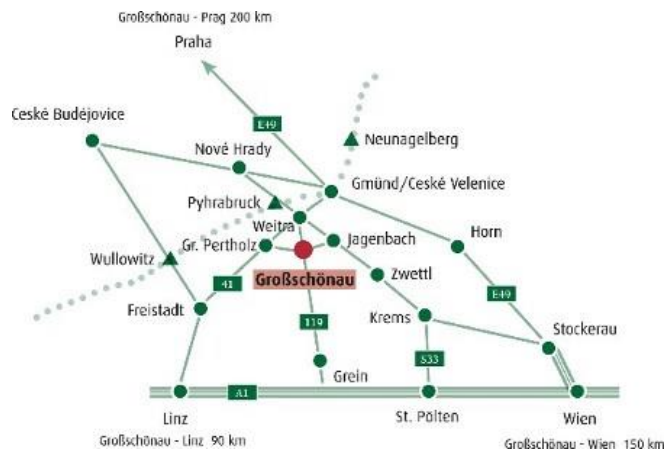 Großschönau - Prag 200 km
Praha
České Budějovice
E49
Neunagelberg
Nové Hrady
Gmünd/České Velenice
Pyhrabruck
Weitra
Gr. Pertholz
Jagenbach
Horn
Wullowitz
Großschönau
Zwettl
41
E49
Freistadt
119
Krems
Stockerau
S33
Grein
A1
Linz
St. Pölten
Wien
Großschönau - Linz 90 km
Großschönau - Wien 150 km